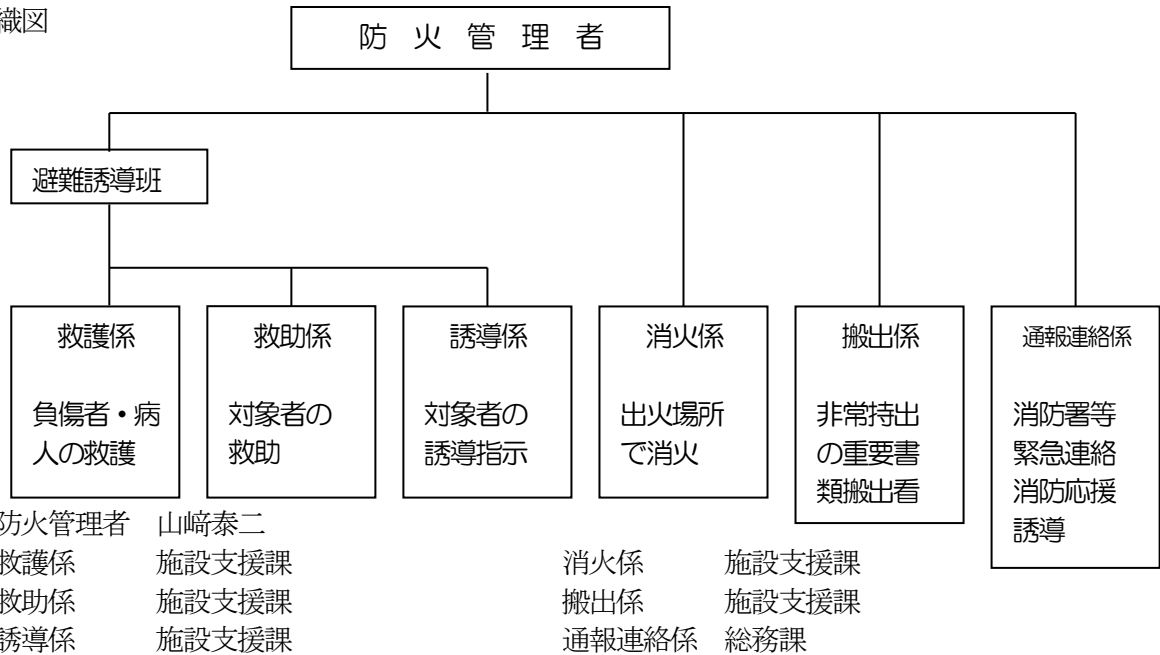 織図
防　火　管　理　者
避難誘導班
救護係
負傷者・病
人の救護
救助係
対象者の
救助
誘導係
対象者の
誘導指示
消火係
出火場所
で消火
搬出係
非常持出
の重要書
類搬出看
通報連絡係
消防署等
緊急連絡
消防応援
誘導
防火管理者　山﨑泰二
救護係　施設支援課　消火係　施設支援課
救助係　施設支援課　搬出係　施設支援課
誘導係　施設支援課　通報連絡係　総務課